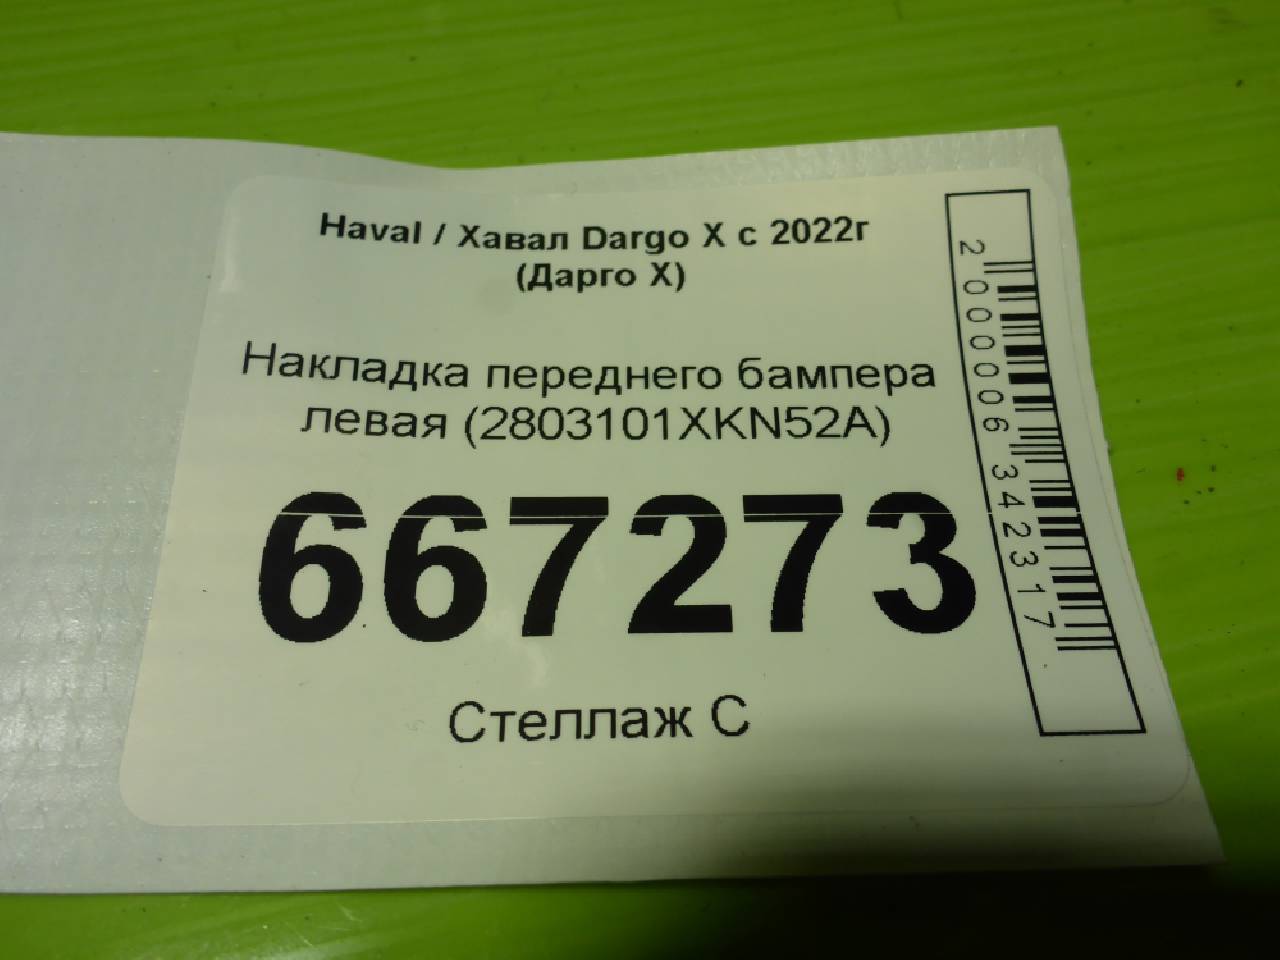 Haval / Хавал Dargo X с 2022г
(Дарго Х)
Накладка переднего бампера
левая (2803101XKN52A)
667273
Стеллаж С
2000006342317